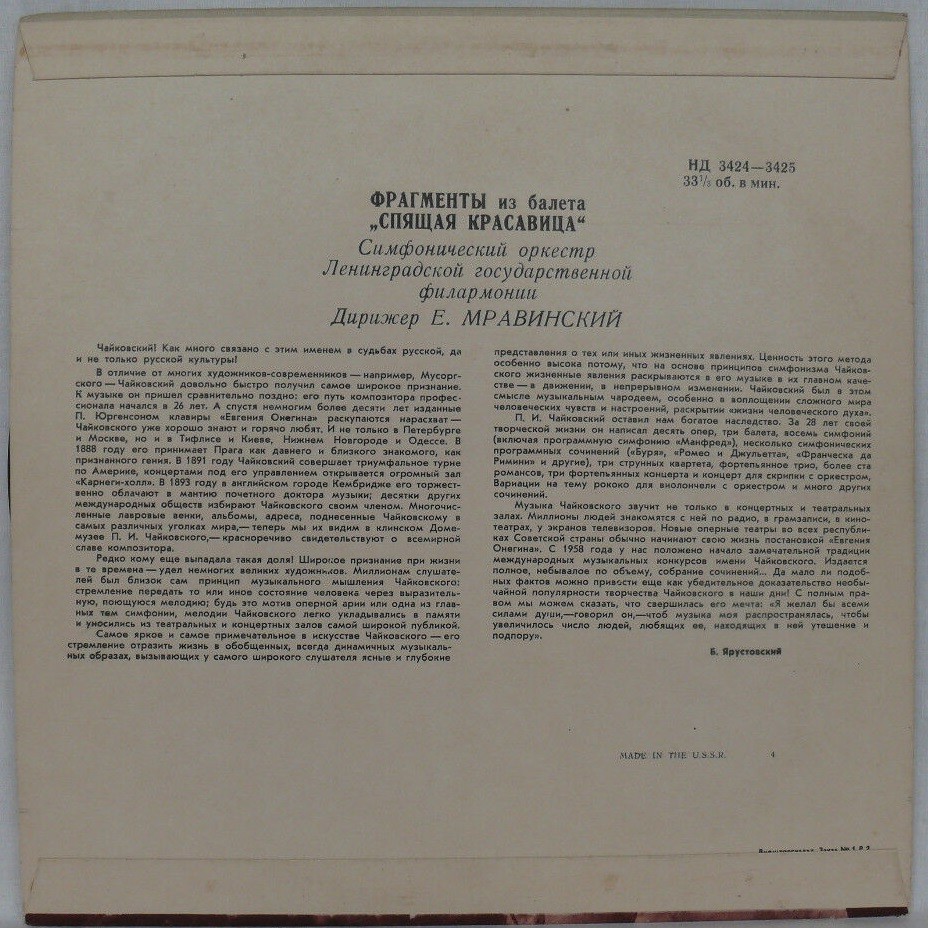 НД 3424—3425
33⅓ об. в мин.
ФРАГМЕНТЫ из балета
„СПЯЩАЯ КРАСАВИЦА“
Симфонический оркестр
Ленинградской государственной
филармонии
Дирижер Е. МРАВИНСКИЙ
Чайковский! Как много связано с этим именем в судьбах русской, да
и не только русской культуры!
В отличие от многих художников-современников — например, Мусорг-
ского — Чайковский довольно быстро получил самое широкое признание.
К музыке он пришел сравнительно поздно: его путь композитора профес-
сионала начался в 26 лет. А спустя немногим более десяти лет изданные
П. Юргенсоном клавиры «Евгения Онегина» раскупаются нарасхват —
Чайковского уже хорошо знают и горячо любят. И не только в Петербурге
и Москве, но и в Тифлисе и Киеве, Нижнем Новгороде и Одессе. В
1888 году его принимает Прага как давнего и близкого знакомого, как
признанного гения. В 1891 году Чайковский совершает триумфальное турне
по Америке, концертами под его управлением открывается огромный зал
«Карнеги-холл». В 1893 году в английском городе Кембридже его торжест-
венно облачают в мантию почетного доктора музыки; десятки других
международных обществ избирают Чайковского своим членом. Многочис-
ленные лавровые венки, альбомы, адреса, поднесенные Чайковскому в
самых различных уголках мира,— теперь мы их видим в клинском Доме-
музее П. И. Чайковского,— красноречиво свидетельствуют о всемирной
славе композитора.
Редко кому еще выпадала такая доля! Широкое признание при жизни
в те времена — удел немногих великих художников. Миллионам слушате-
лей был близок сам принцип музыкального мышления Чайковского:
стремление передать то или иное состояние человека через выразитель-
ную, поющуюся мелодию; будь это мотив оперной арии или одна из глав-
ных тем симфонии, мелодии Чайковского легко укладывались в памяти
и уносились из театральных и концертных залов самой широкой публикой.
Самое яркое и самое примечательное в искусстве Чайковского — его
стремление отразить жизнь в обобщенных, всегда динамичных музыкаль-
ных образах, вызывающих у самого широкого слушателя ясные и глубокие
представления о тех или иных жизненных явлениях. Ценность этого метода
особенно высока потому, что на основе принципов симфонизма Чайков-
ского жизненные явления раскрываются в его музыке в их главном каче-
стве — в движении, в непрерывном изменении. Чайковский был в этом
смысле музыкальным чародеем, особенно в воплощении сложного мира
человеческих чувств и настроений, раскрытии «жизни человеческого духа».
П. И. Чайковский оставил нам богатое наследство. За 28 лет своей
творческой жизни он написал десять опер, три балета, восемь симфоний
(включая программную симфонию «Манфред»), несколько симфонических
программных сочинений («Буря», «Ромео и Джульетта», «Франческа да
Римини» и другие), три струнных квартета, фортепьянное трио, более ста
романсов, три фортепьянных концерта и концерт для скрипки с оркестром,
Вариации на тему рококо для виолончели с оркестром и много других
сочинений.
Музыка Чайковского звучит не только в концертных и театральных
залах. Миллионы людей знакомятся с ней по радио, в грамзаписи, в кино-
театрах, у экранов телевизоров. Новые оперные театры во всех республи-
ках Советской страны обычно начинают свою жизнь постановкой «Евгения
Онегина». С 1958 года у нас положено начало замечательной традиции
международных музыкальных конкурсов имени Чайковского. Издается
полное, небывалое по объему, собрание сочинений... Да мало ли подоб-
ных фактов можно привести еще как убедительное доказательство необы-
чайной популярности творчества Чайковского в наши дни! С полным пра-
вом мы можем сказать, что свершилась его мечта: «Я желал бы всеми
силами души,—говорил он,—чтоб музыка моя распространялась, чтобы
увеличилось число людей, любящих ее, находящих в ней утешение и
подпору».
Б. Ярустовский
MADE IN THE U.S.S.R. 4